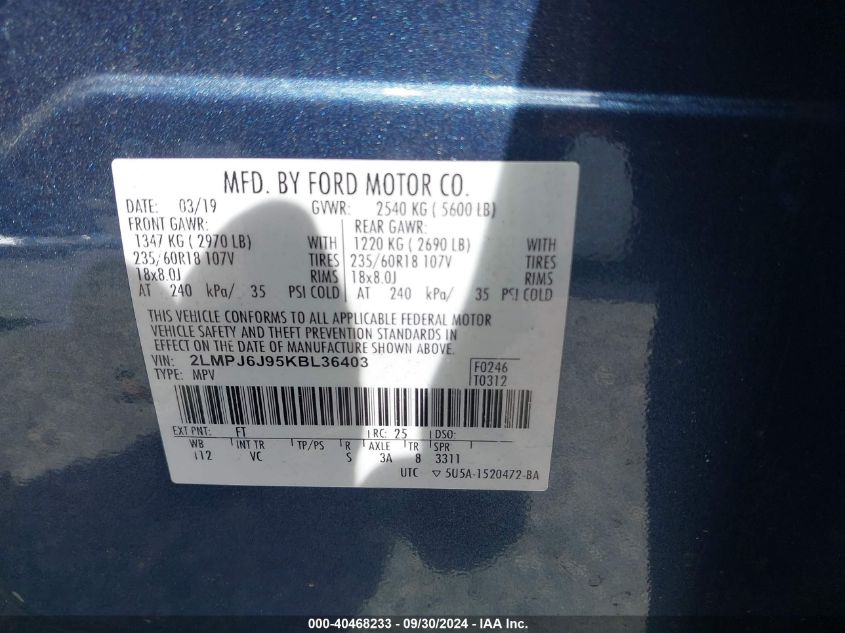 MFD. BY FORD MOTOR CO.
DATE: 03/19 GVWR: 2540 KG ( 5600 LB)
FRONT GAWR: REAR GAWR:
1347 KG ( 2970 LB) WITH 1220 KG ( 2690 LB) WITH
235/60R18 107V TIRES 235/60R18 107V TIRES
18x8.0J RIMS 18x8.0J RIMS
AT 240 kPa/ 35 PSI COLD AT 240 kPa/ 35 PSI COLD
THIS VEHICLE CONFORMS TO ALL APPLICABLE FEDERAL MOTOR
VEHICLE SAFETY AND THEFT PREVENTION STANDARDS IN
EFFECT ON THE DATE OF MANUFACTURE SHOWN ABOVE.
VIN: 2LMPJ6J95KBL36403 F0246
TYPE: MPV T0312
EXT PNT: FT RC: 25 DSO:
WB INT TR TP/PS R AXLE TR SPR
112 VC S 3A 8 3311
UTC ▽ 5U5A-1520472-BA
000-40468233 - 09/30/2024 - IAA Inc.